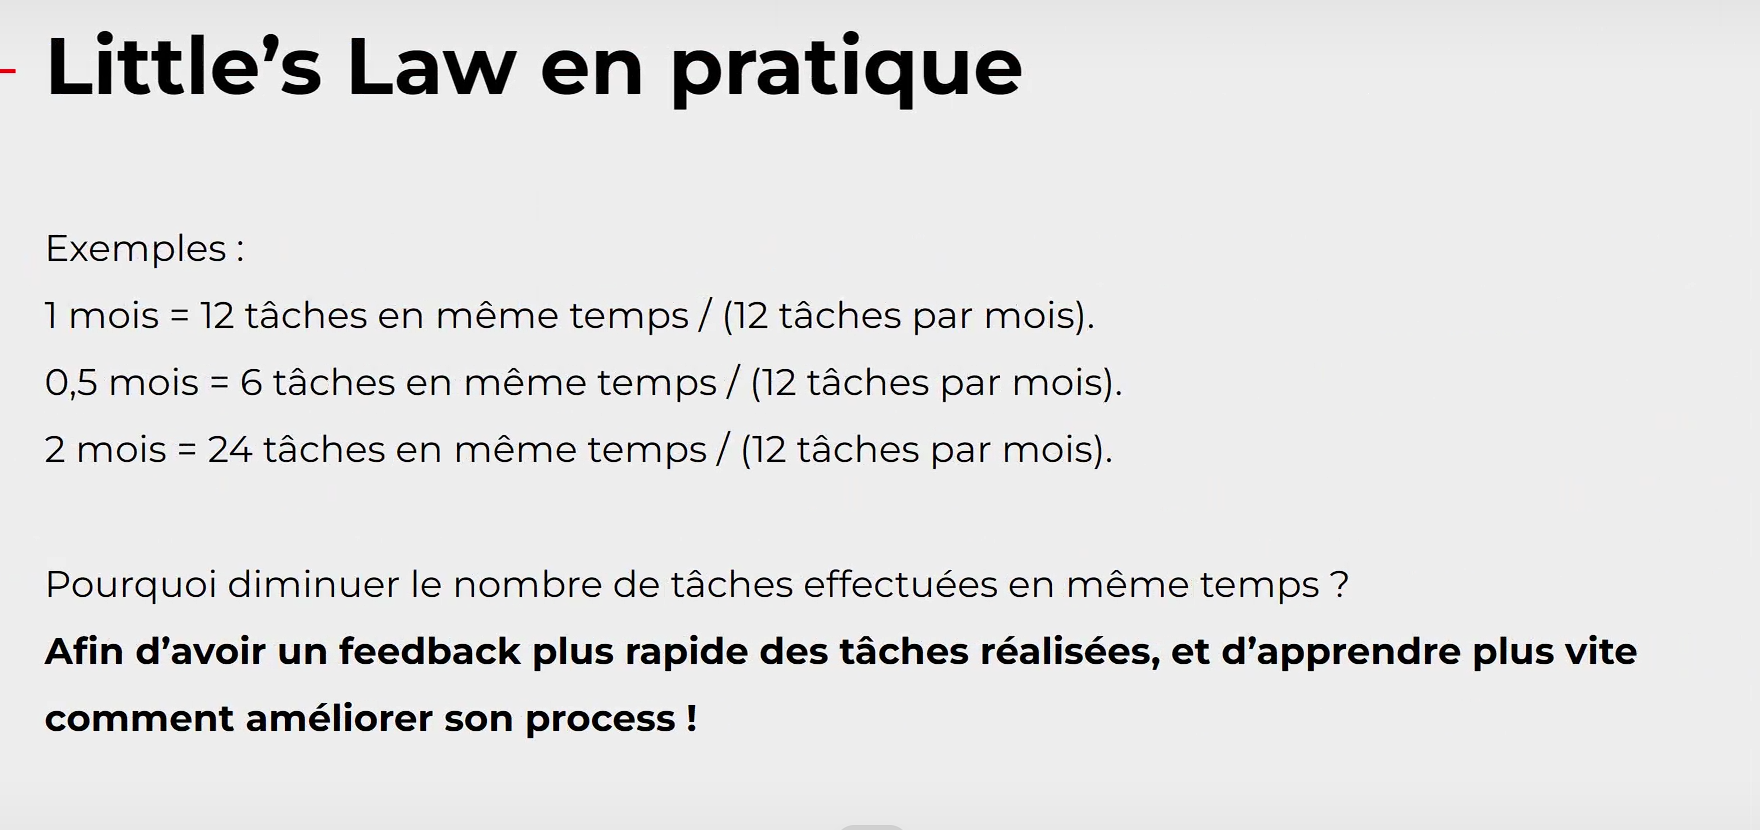 Little’s Law en pratique
Exemples :
1 mois = 12 tâches en même temps / (12 tâches par mois).
0,5 mois = 6 tâches en même temps / (12 tâches par mois).
2 mois = 24 tâches en même temps / (12 tâches par mois).
Pourquoi diminuer le nombre de tâches effectuées en même temps ?
Afin d’avoir un feedback plus rapide des tâches réalisées, et d’apprendre plus vite
comment améliorer son process !